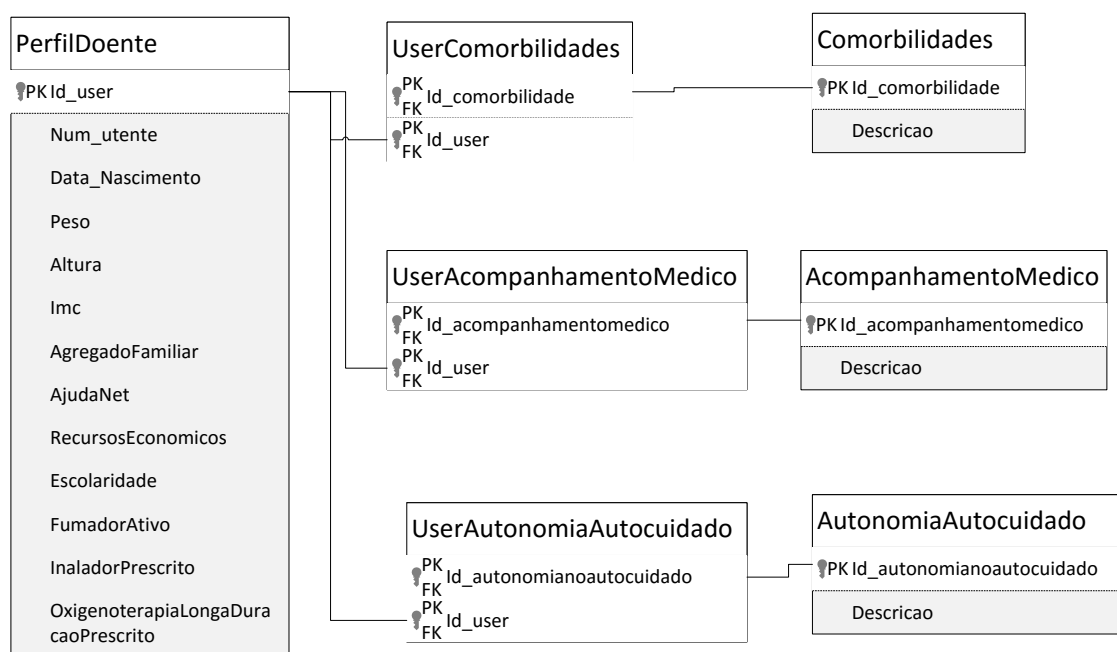 PerfilDoente
PK Id_user
Num_utente
Data_Nascimento
Peso
Altura
Imc
AgregadoFamiliar
AjudaNet
RecursosEconomicos
Escolaridade
FumadorAtivo
InaladorPrescrito
OxigenoterapiaLongaDura
caoPrescrito
UserComorbilidades
PK
FK Id_comorbilidade
PK
FK Id_user
Comorbilidades
PK Id_comorbilidade
Descricao
UserAcompanhamentoMedico
PK
FK Id_acompanhamentomedico
PK
FK Id_user
AcompanhamentoMedico
PK Id_acompanhamentomedico
Descricao
UserAutonomiaAutocuidado
PK
FK Id_autonomianoautocuidado
PK
FK Id_user
AutonomiaAutocuidado
PK Id_autonomianoautocuidado
Descricao